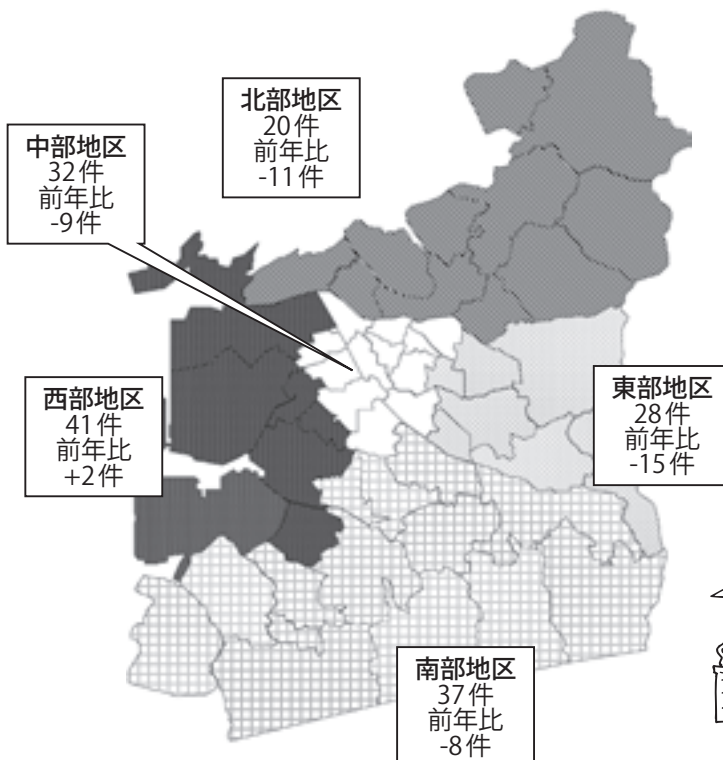 北部地区
20件
前年比
-11件
中部地区
32件
前年比
-9件
西部地区
41件
前年比
+2件
東部地区
28件
前年比
-15件
南部地区
37件
前年比
-8件